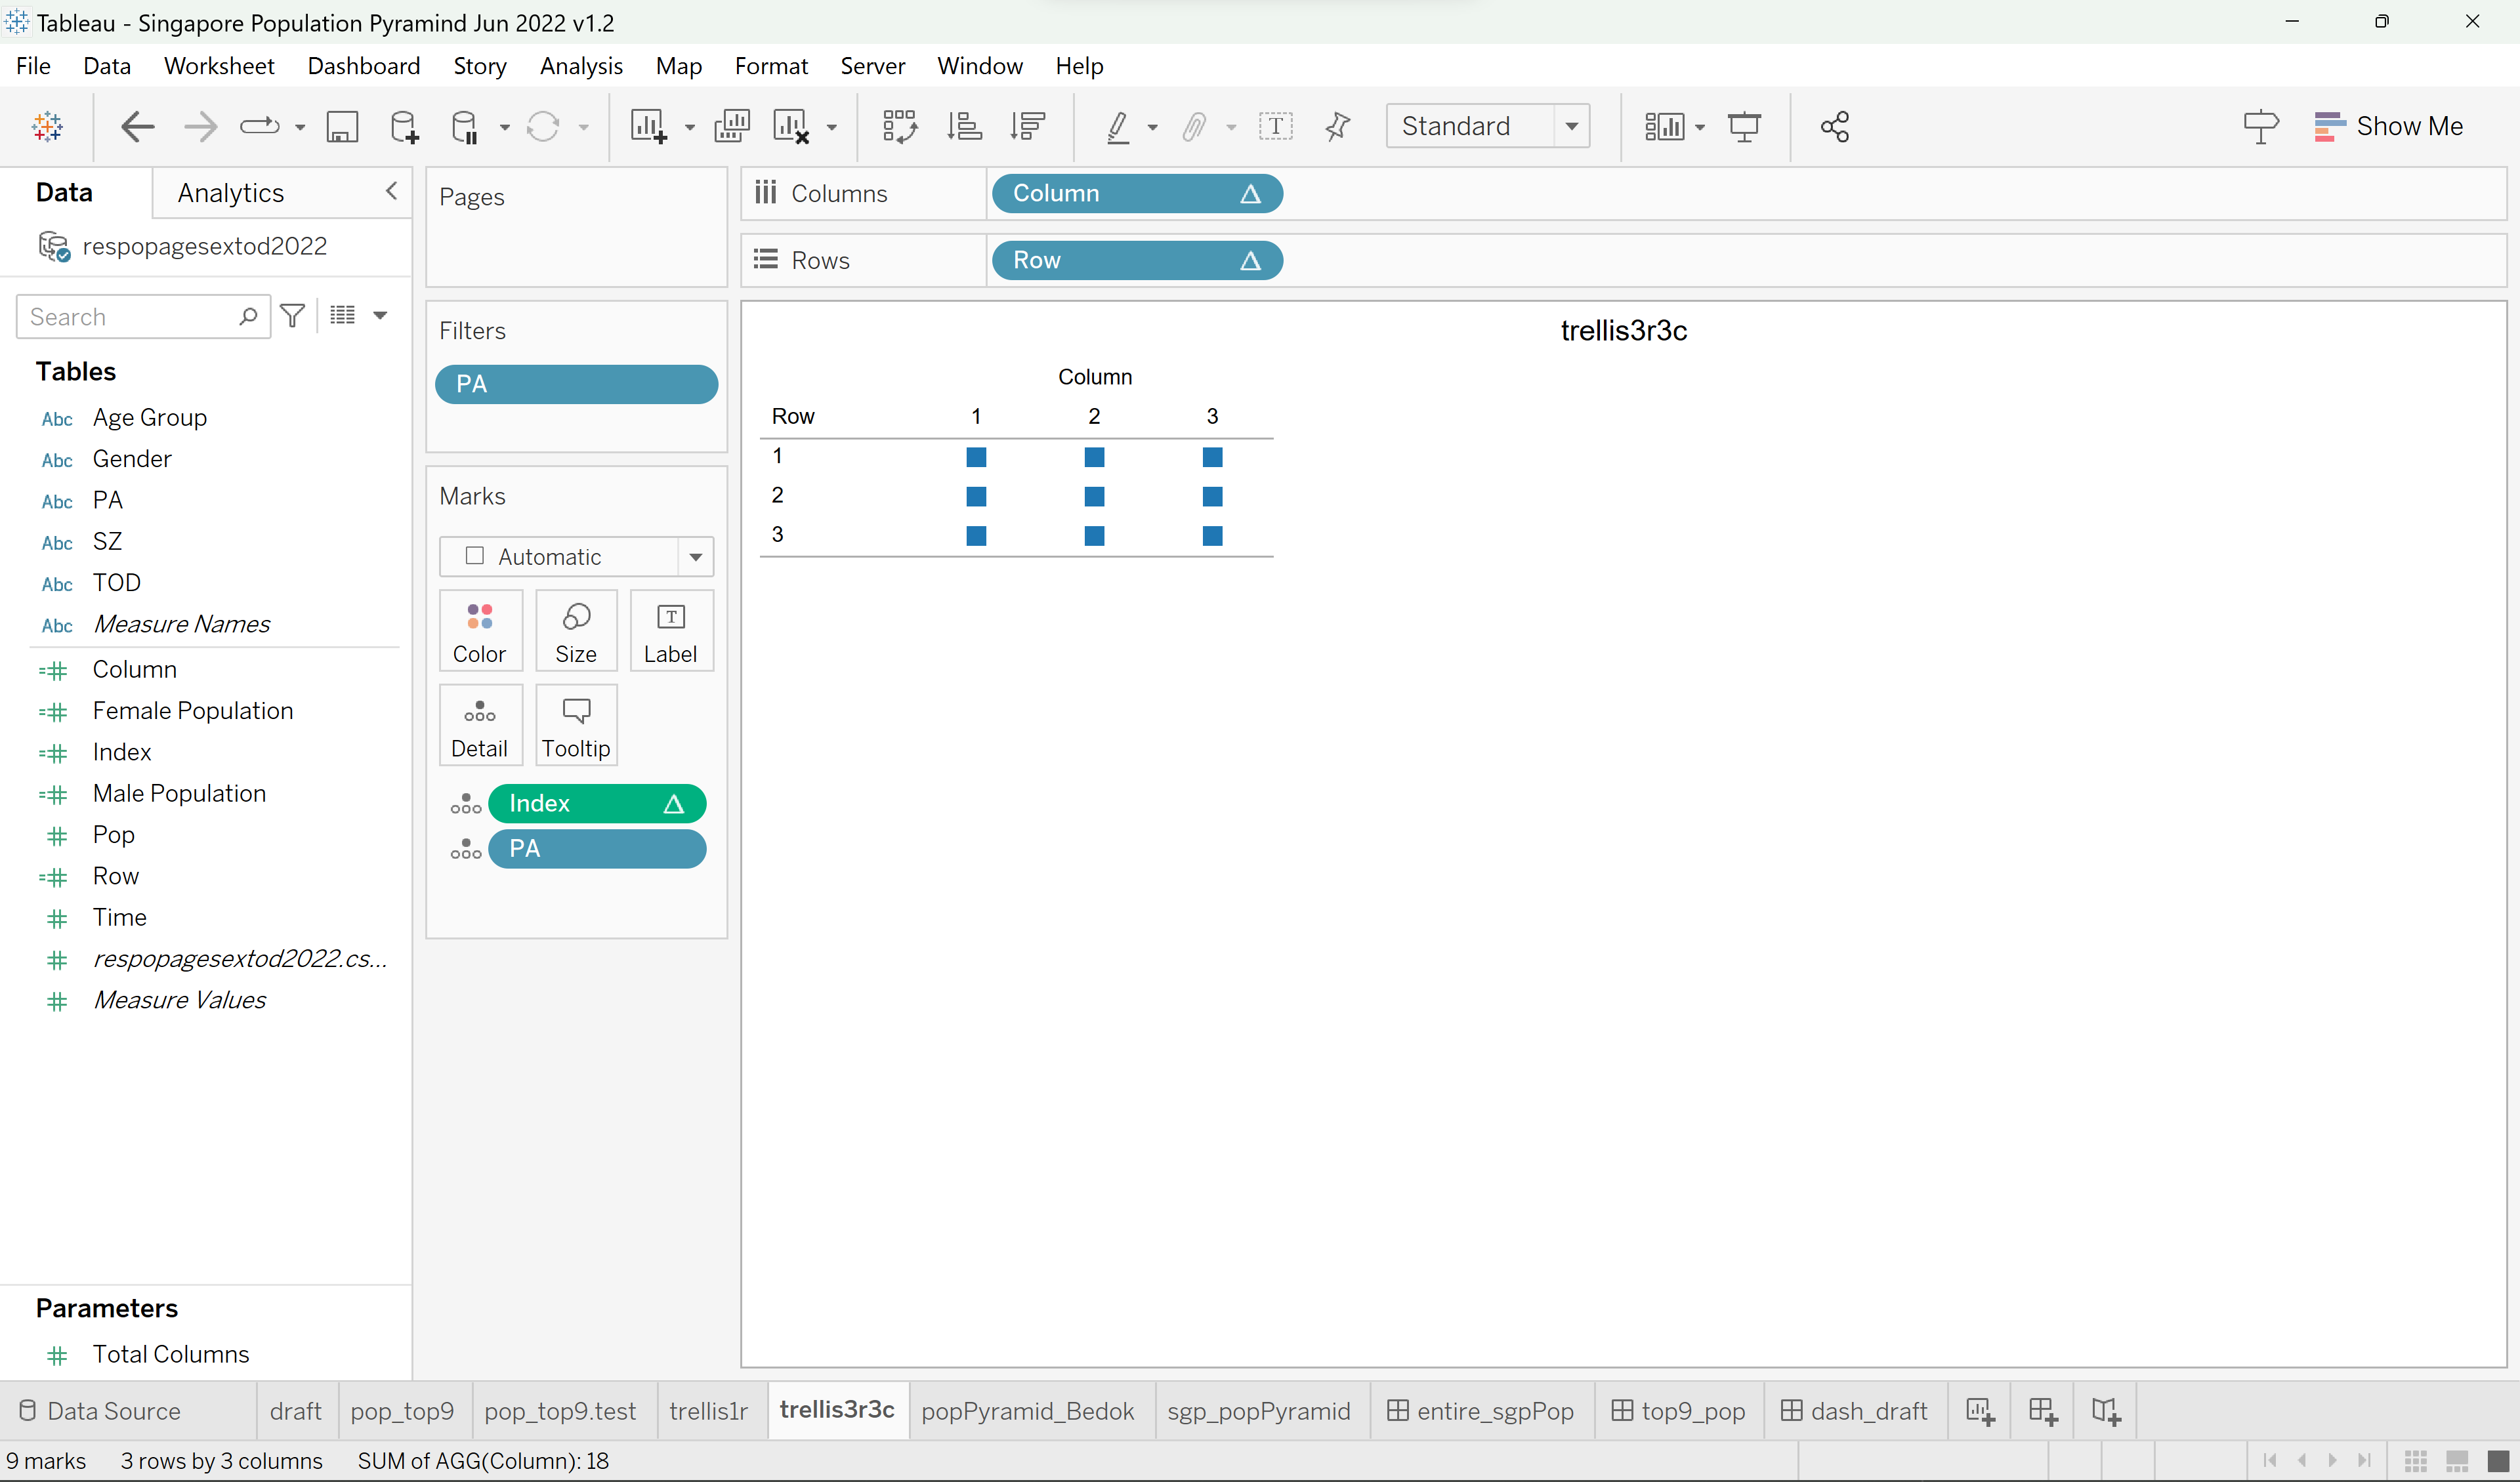 Tableau - Singapore Population Pyramind Jun 2022 v1.2
File Data Worksheet Dashboard Story Analysis Map Format Server Window Help
Standard
Show Me
Data Analytics
respopagesextod2022
Search
Tables
Abc Age Group
Abc Gender
Abc PA
Abc SZ
Abc TOD
Abc Measure Names
=# Column
=# Female Population
=# Index
=# Male Population
# Pop
=# Row
# Time
# respopagesextod2022.cs...
# Measure Values
Parameters
# Total Columns
Pages
Filters
PA
Marks
Automatic
Color Size Label
Detail Tooltip
Index
PA
Columns Column
Rows Row
trellis3r3c
Column
Row 1 2 3
1
2
3
Data Source draft pop_top9 pop_top9.test trellis1r trellis3r3c popPyramid_Bedok sgp_popPyramid entire_sgpPop top9_pop dash_draft
9 marks 3 rows by 3 columns SUM of AGG(Column): 18